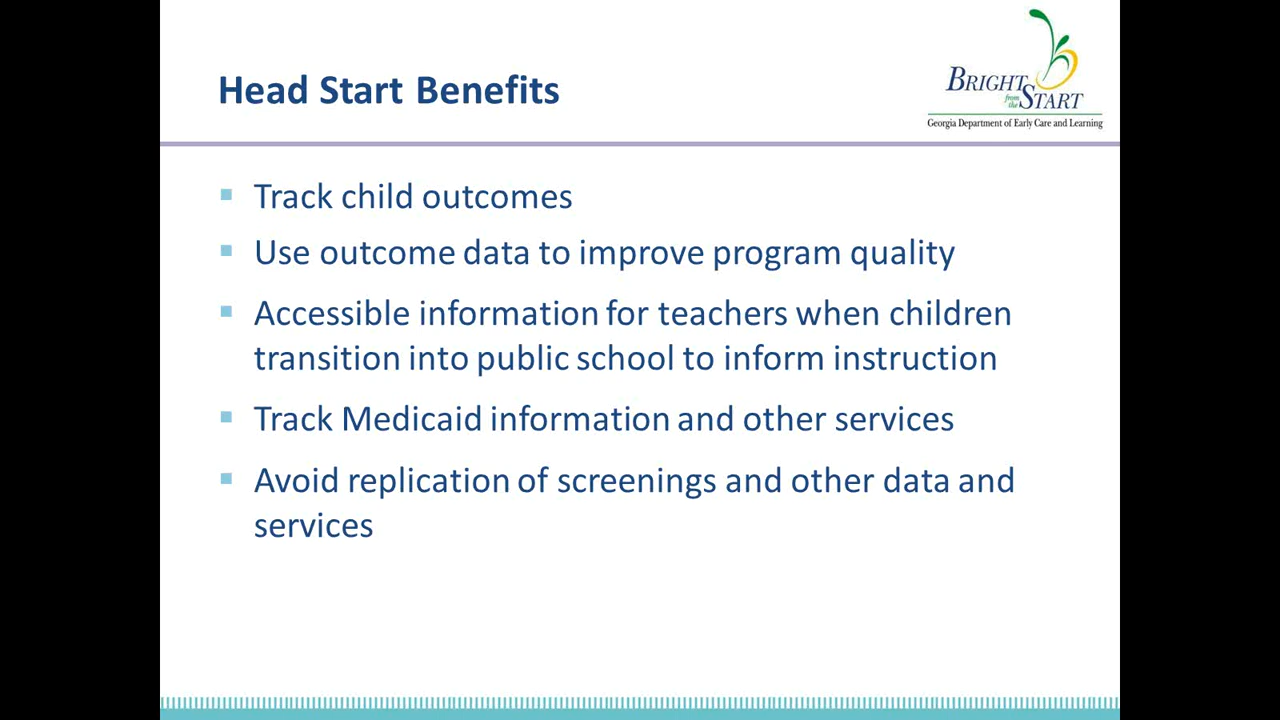 Head Start Benefits
BRIGHT
from
the START
Georgia Department of Early Care and Learning
Track child outcomes
Use outcome data to improve program quality
Accessible information for teachers when children
transition into public school to inform instruction
Track Medicaid information and other services
Avoid replication of screenings and other data and
services